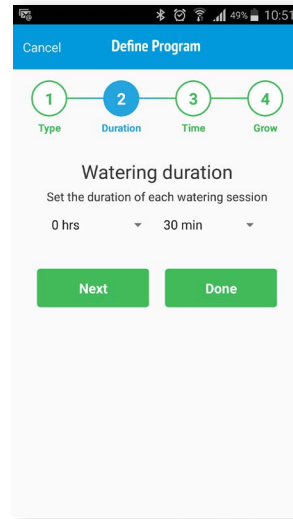 49% 10:51
Cancel Define Program
1 2 3 4
Type Duration Time Grow
Watering duration
Set the duration of each watering session
0 hrs 30 min
Next Done